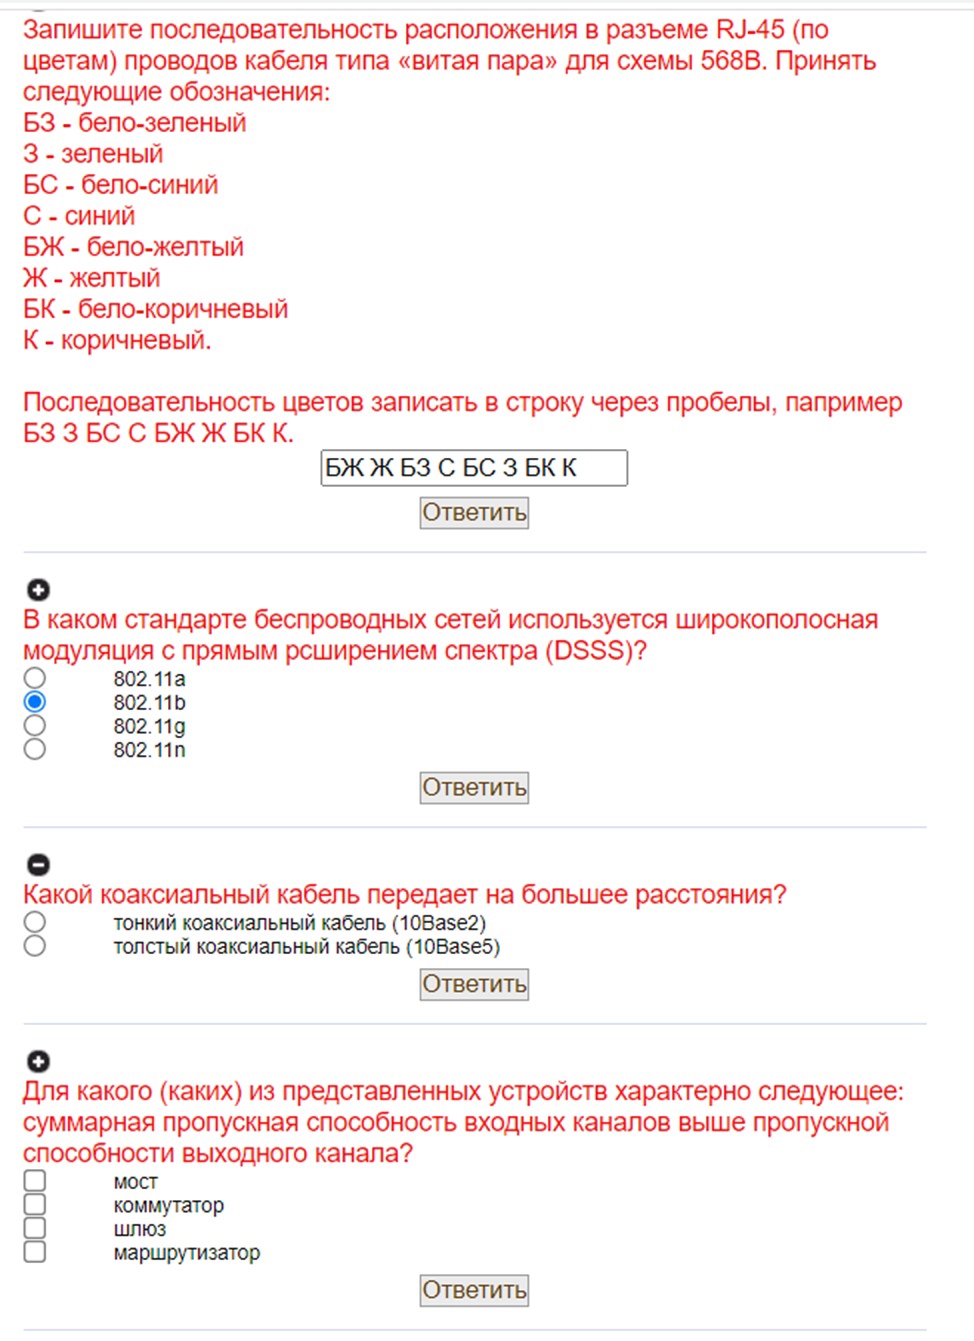 Запишите последовательность расположения в разъеме RJ-45 (по
цветам) проводов кабеля типа «витая пара» для схемы 568В. Принять
следующие обозначения:
БЗ - бело-зеленый
З - зеленый
БС - бело-синий
С - синий
БЖ - бело-желтый
Ж - желтый
БК - бело-коричневый
К - коричневый.
Последовательность цветов записать в строку через пробелы, папример
БЗ З БС С БЖ Ж БК К.
БЖ Ж БЗ С БС З БК К
Ответить
В каком стандарте беспроводных сетей используется широкополосная
модуляция с прямым рсширением спектра (DSSS)?
802.11a
802.11b
802.11g
802.11n
Ответить
Какой коаксиальный кабель передает на большее расстояния?
тонкий коаксиальный кабель (10Base2)
толстый коаксиальный кабель (10Base5)
Ответить
Для какого (каких) из представленных устройств характерно следующее:
суммарная пропускная способность входных каналов выше пропускной
способности выходного канала?
мост
коммутатор
шлюз
маршрутизатор
Ответить